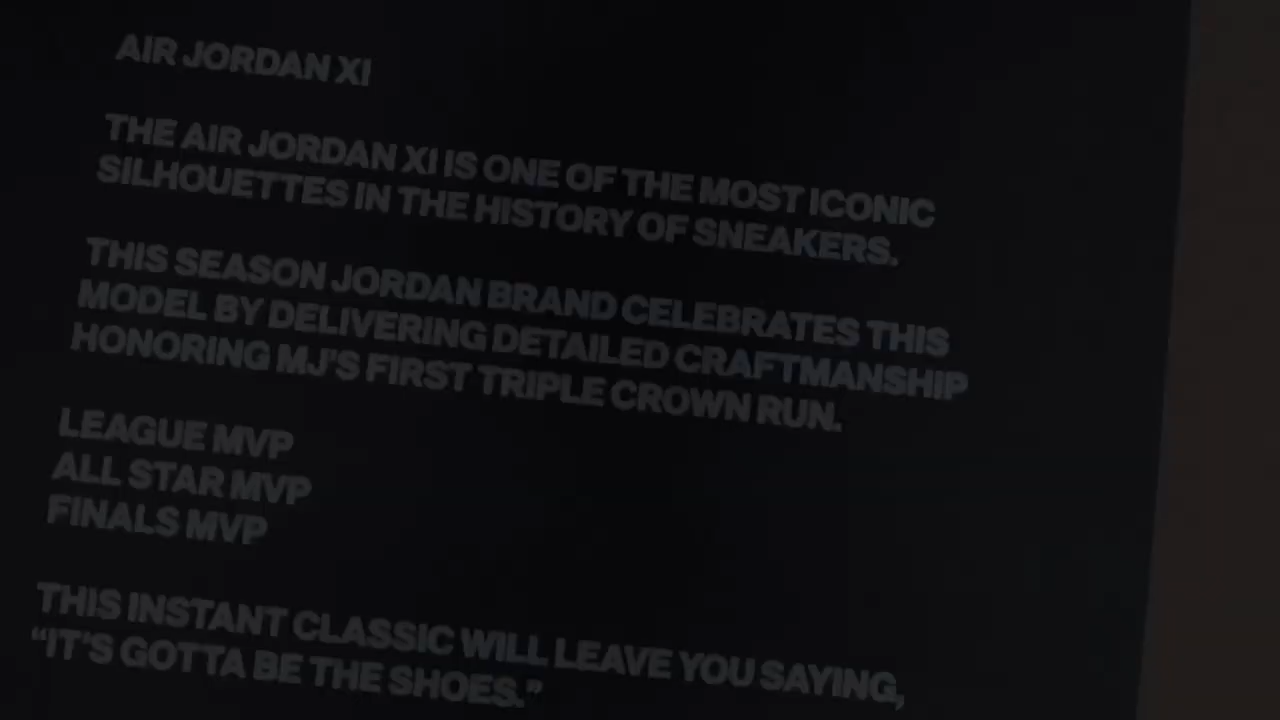 AIR JORDAN XI
THE AIR JORDAN XI IS ONE OF THE MOST ICONIC
SILHOUETTES IN THE HISTORY OF SNEAKERS.
THIS SEASON JORDAN BRAND CELEBRATES THIS
MODEL BY DELIVERING DETAILED CRAFTMANSHIP
HONORING MJ'S FIRST TRIPLE CROWN RUN.
LEAGUE MVP
ALL STAR MVP
FINALS MVP
THIS INSTANT CLASSIC WILL LEAVE YOU SAYING,
“IT'S GOTTA BE THE SHOES.”